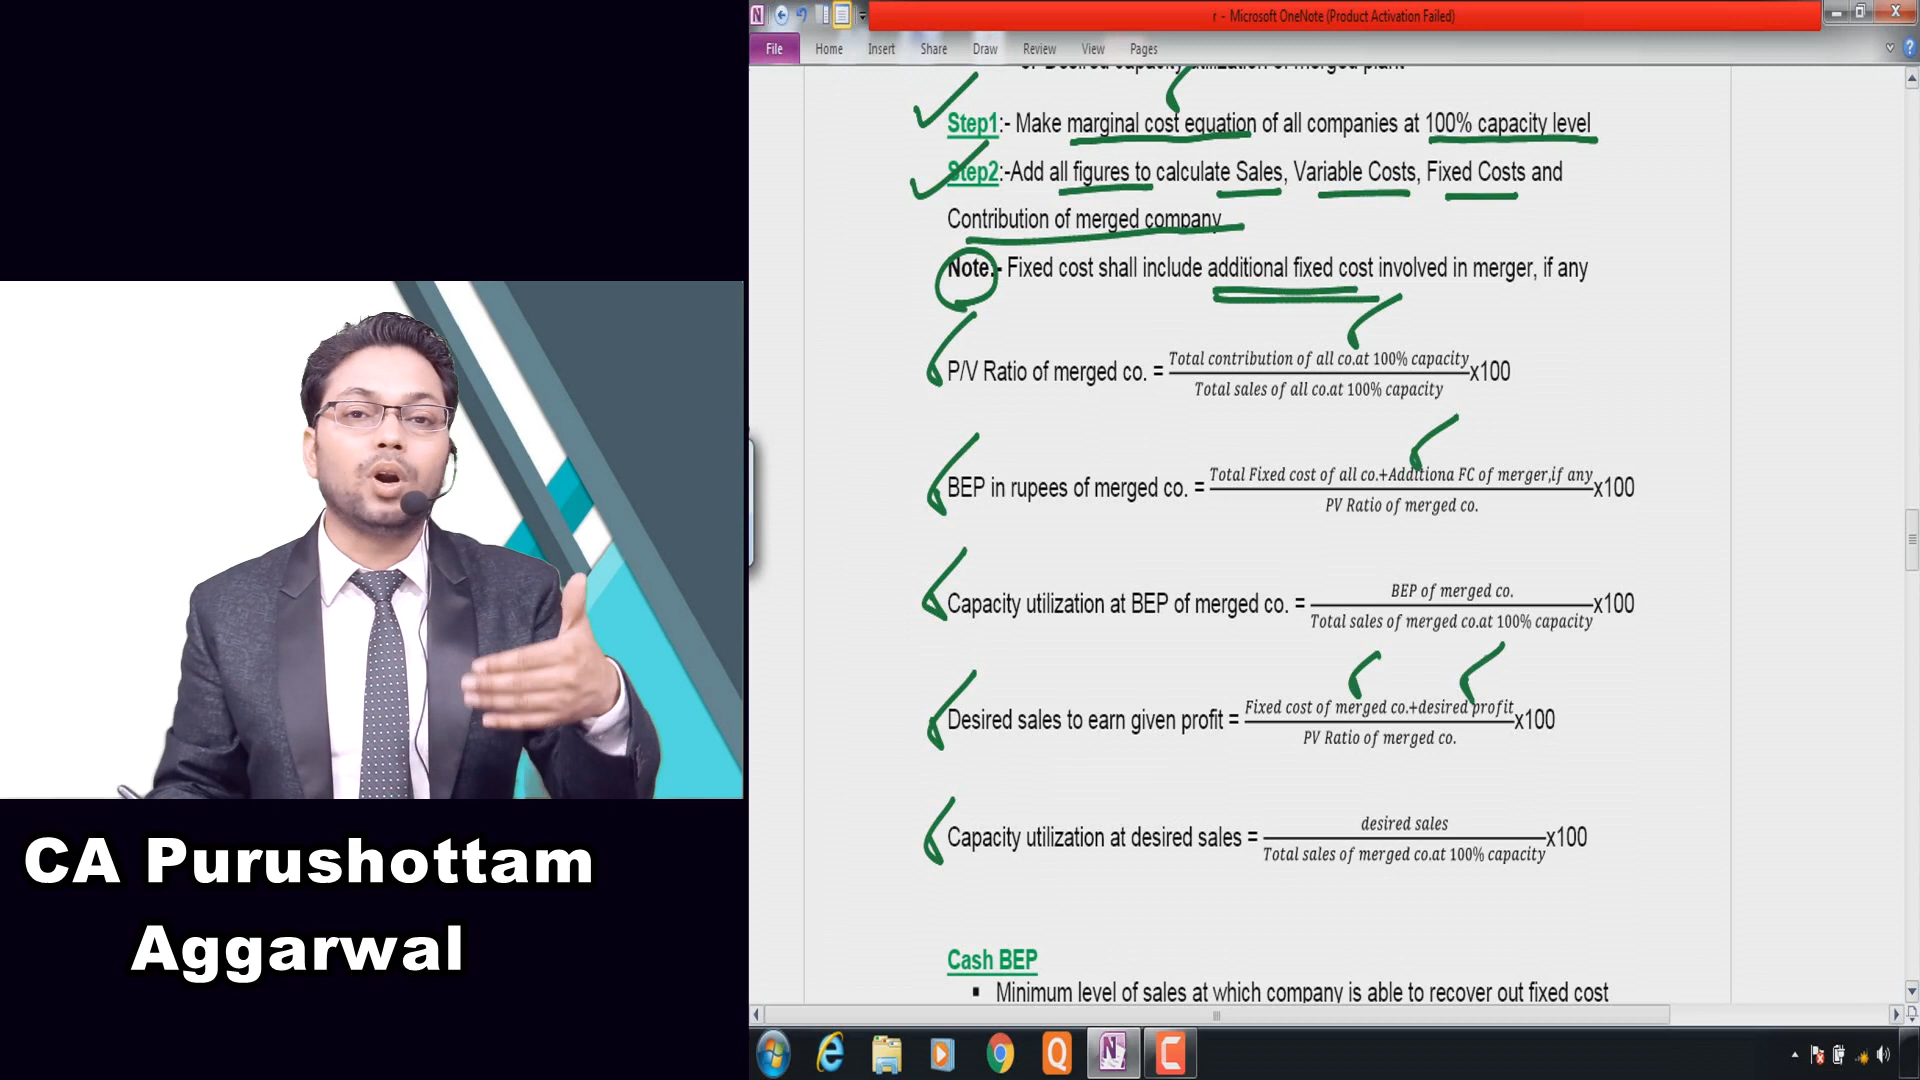 r - Microsoft OneNote (Product Activation Failed)
File Home Insert Share Draw Review View Pages
Desired capacity utilization of merged plant
Step1:- Make marginal cost equation of all companies at 100% capacity level
Step2:-Add all figures to calculate Sales, Variable Costs, Fixed Costs and
Contribution of merged company
Note:- Fixed cost shall include additional fixed cost involved in merger, if any
P/V Ratio of merged co. = Total contribution of all co.at 100% capacity
Total sales of all co.at 100% capacity x100
BEP in rupees of merged co. = Total Fixed cost of all co.+Additiona FC of merger,if any
PV Ratio of merged co. x100
Capacity utilization at BEP of merged co. = BEP of merged co.
Total sales of merged co.at 100% capacity x100
Desired sales to earn given profit = Fixed cost of merged co.+desired profit
PV Ratio of merged co. x100
Capacity utilization at desired sales = desired sales
Total sales of merged co.at 100% capacity x100
Cash BEP
▪ Minimum level of sales at which company is able to recover out fixed cost
CA Purushottam
Aggarwal